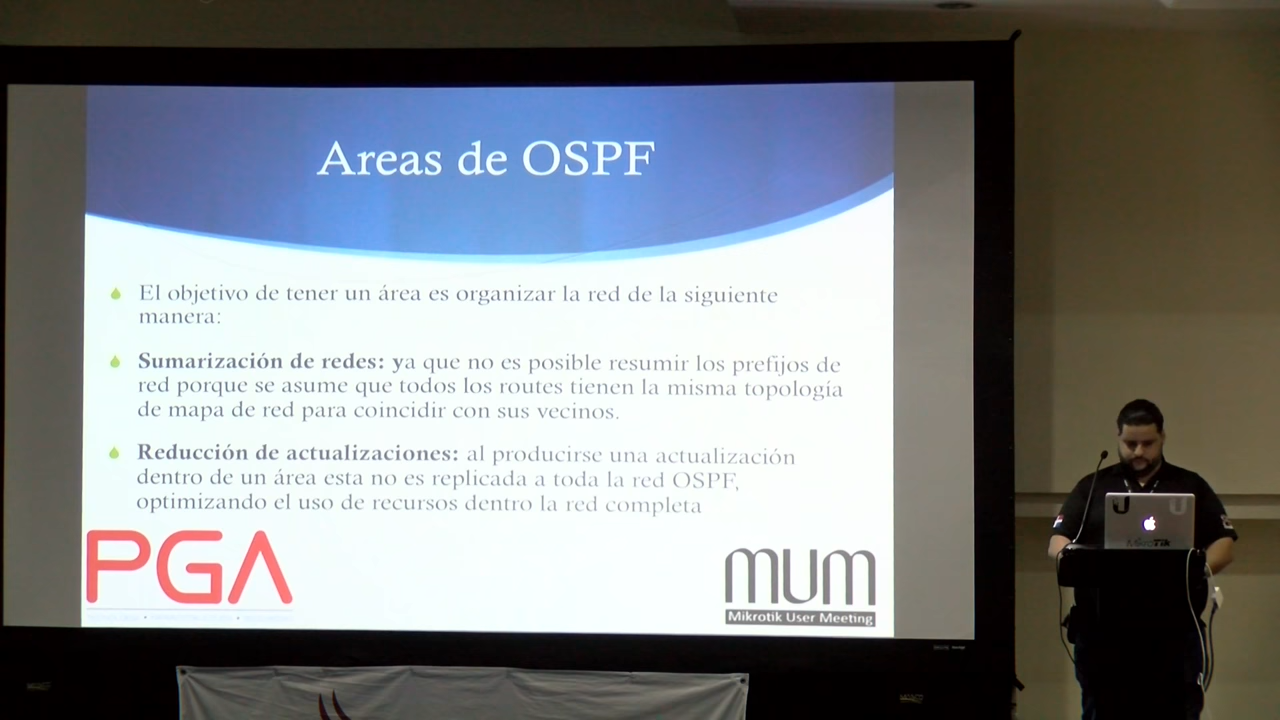 Areas de OSPF
El objetivo de tener un área es organizar la red de la siguiente
manera:
Sumarización de redes: ya que no es posible resumir los prefijos de
red porque se asume que todos los routes tienen la misma topología
de mapa de red para coincidir con sus vecinos.
Reducción de actualizaciones: al producirse una actualización
dentro de un área esta no es replicada a toda la red OSPF,
optimizando el uso de recursos dentro la red completa
PGA
mum
Mikrotik User Meeting
MikroTik